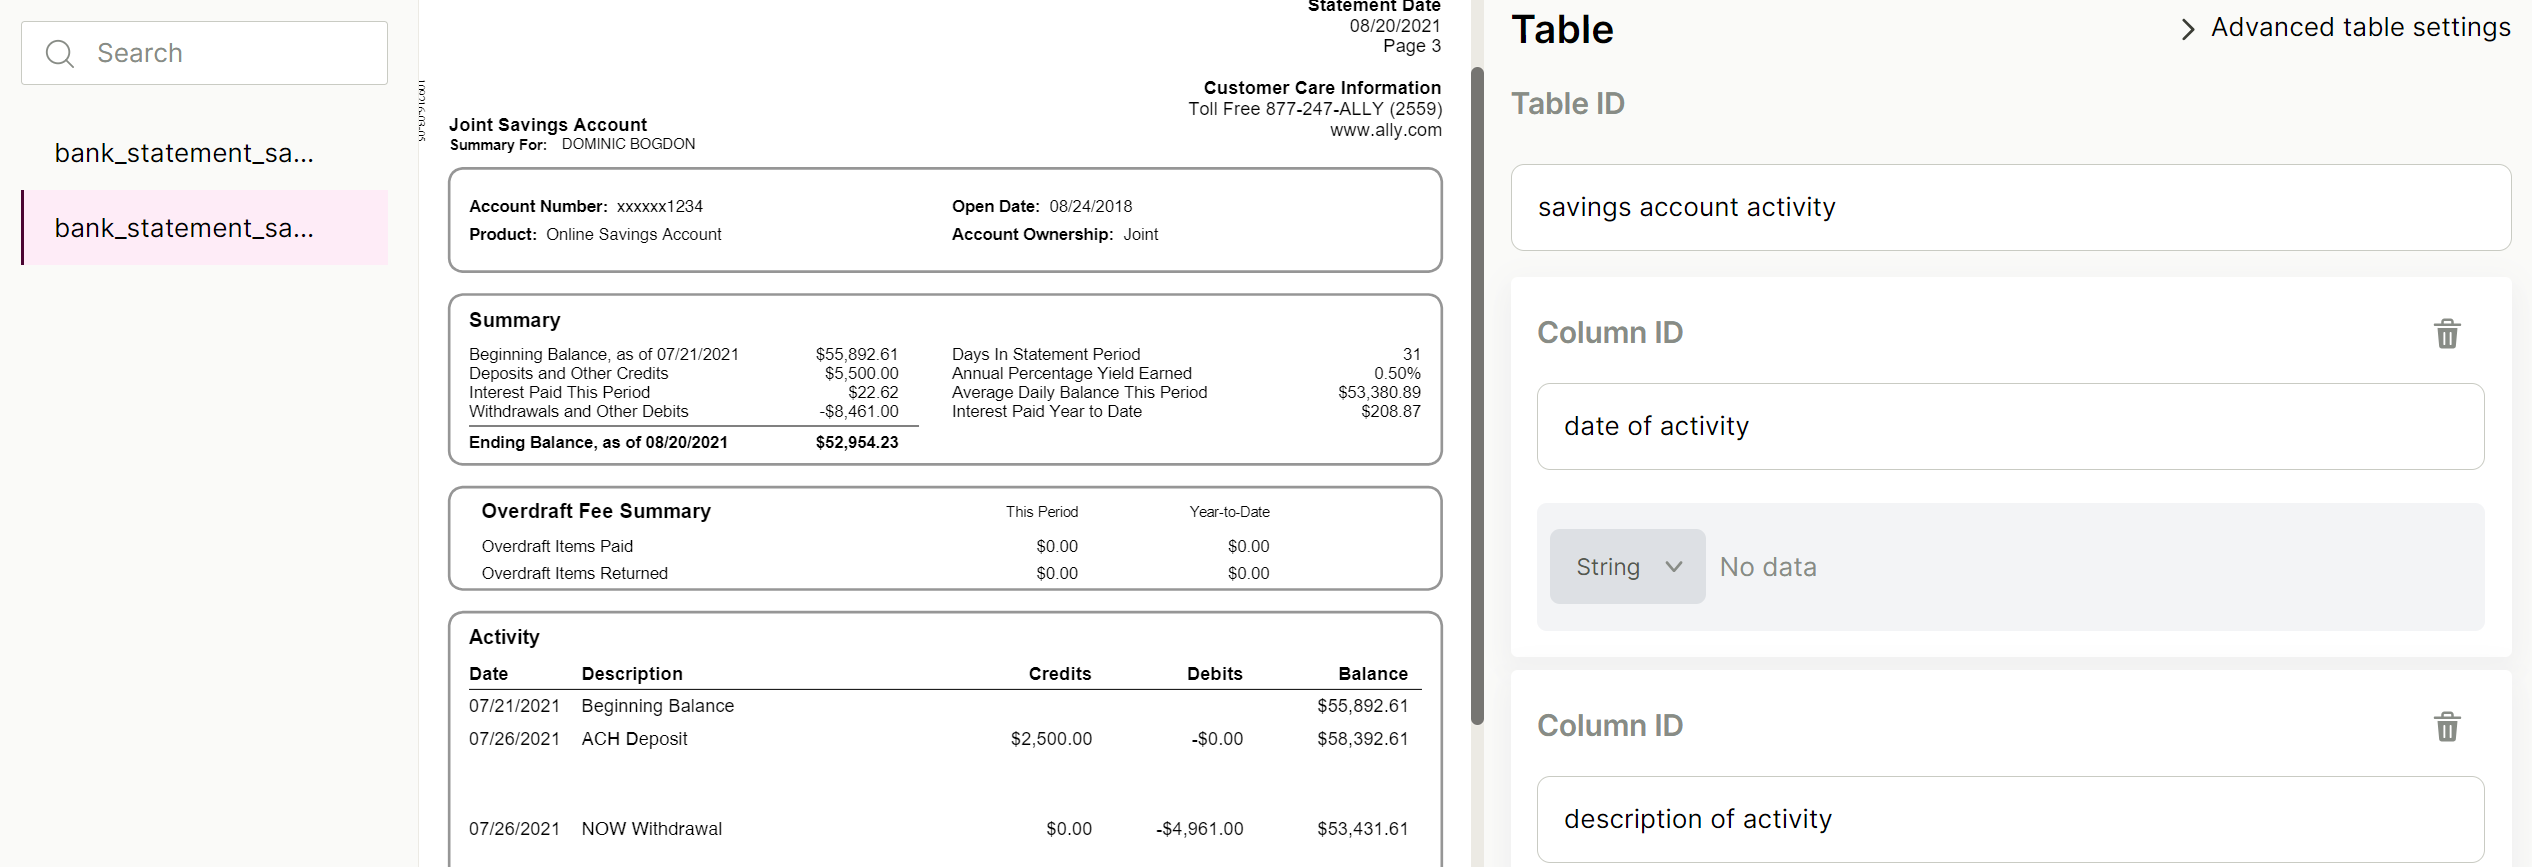 Search
bank_statement_sa...
bank_statement_sa...
Statement Date
08/20/2021
Page 3
Customer Care Information
Toll Free 877-247-ALLY (2559)
www.ally.com
Joint Savings Account
Summary For: DOMINIC BOGDON
Account Number: xxxxxx1234 Open Date: 08/24/2018
Product: Online Savings Account Account Ownership: Joint
Summary
Beginning Balance, as of 07/21/2021 $55,892.61 Days In Statement Period 31
Deposits and Other Credits $5,500.00 Annual Percentage Yield Earned 0.50%
Interest Paid This Period $22.62 Average Daily Balance This Period $53,380.89
Withdrawals and Other Debits -$8,461.00 Interest Paid Year to Date $208.87
Ending Balance, as of 08/20/2021 $52,954.23
Overdraft Fee Summary This Period Year-to-Date
Overdraft Items Paid $0.00 $0.00
Overdraft Items Returned $0.00 $0.00
Activity
Date Description Credits Debits Balance
07/21/2021 Beginning Balance $55,892.61
07/26/2021 ACH Deposit $2,500.00 -$0.00 $58,392.61
07/26/2021 NOW Withdrawal $0.00 -$4,961.00 $53,431.61
Table
Advanced table settings
Table ID
savings account activity
Column ID
date of activity
String No data
Column ID
description of activity